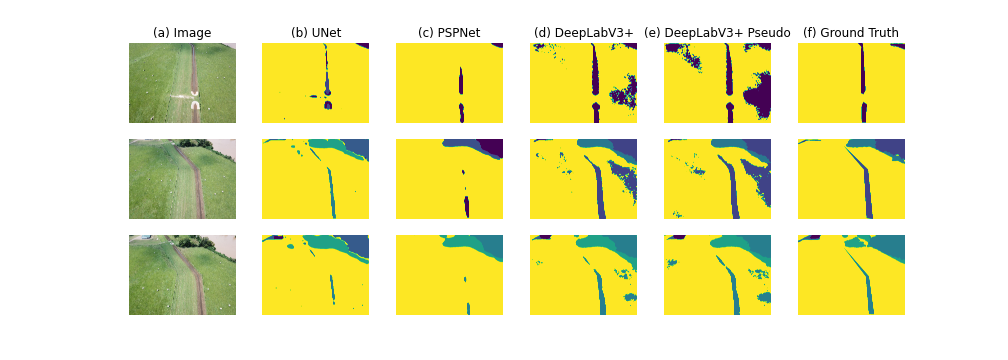 (a) Image
(b) UNet
(c) PSPNet
(d) DeepLabV3+
(e) DeepLabV3+ Pseudo
(f) Ground Truth